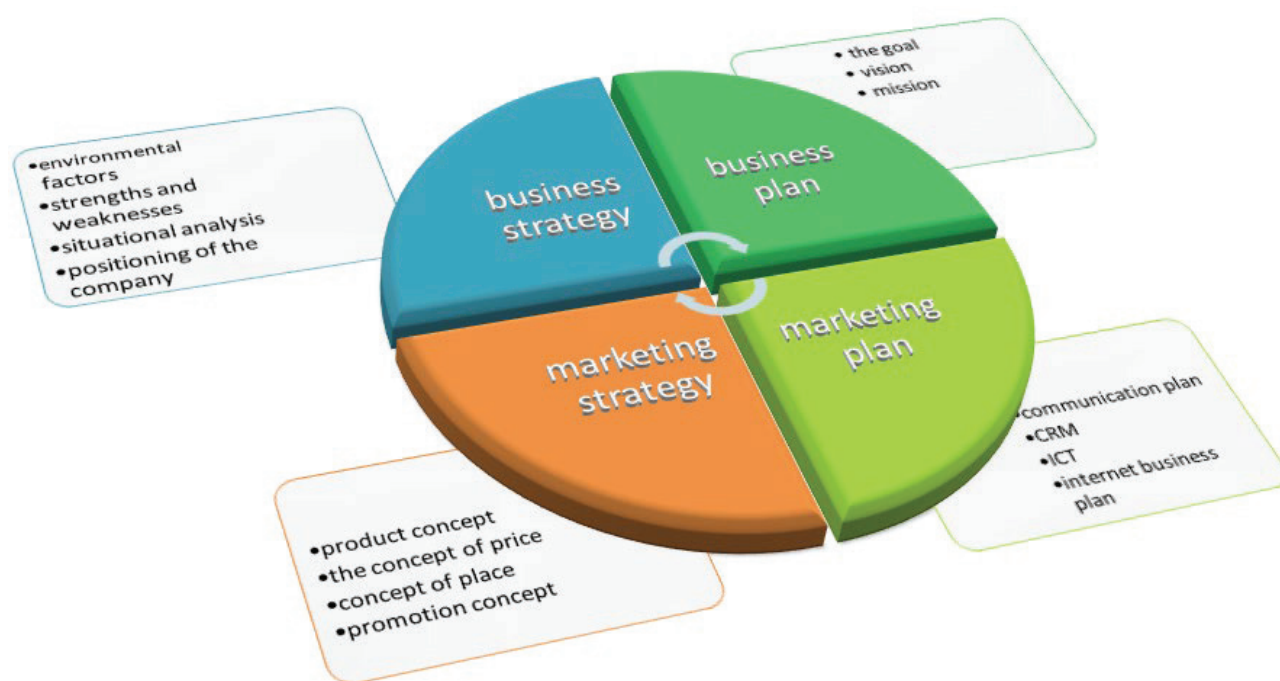 •environmental
factors
•strengths and
weaknesses
•situational analysis
•positioning of the
company
business
strategy
• the goal
• vision
• mission
business
plan
marketing
strategy
•product concept
•the concept of price
•concept of place
•promotion concept
marketing
plan
•communication plan
•CRM
•ICT
•internet business
plan